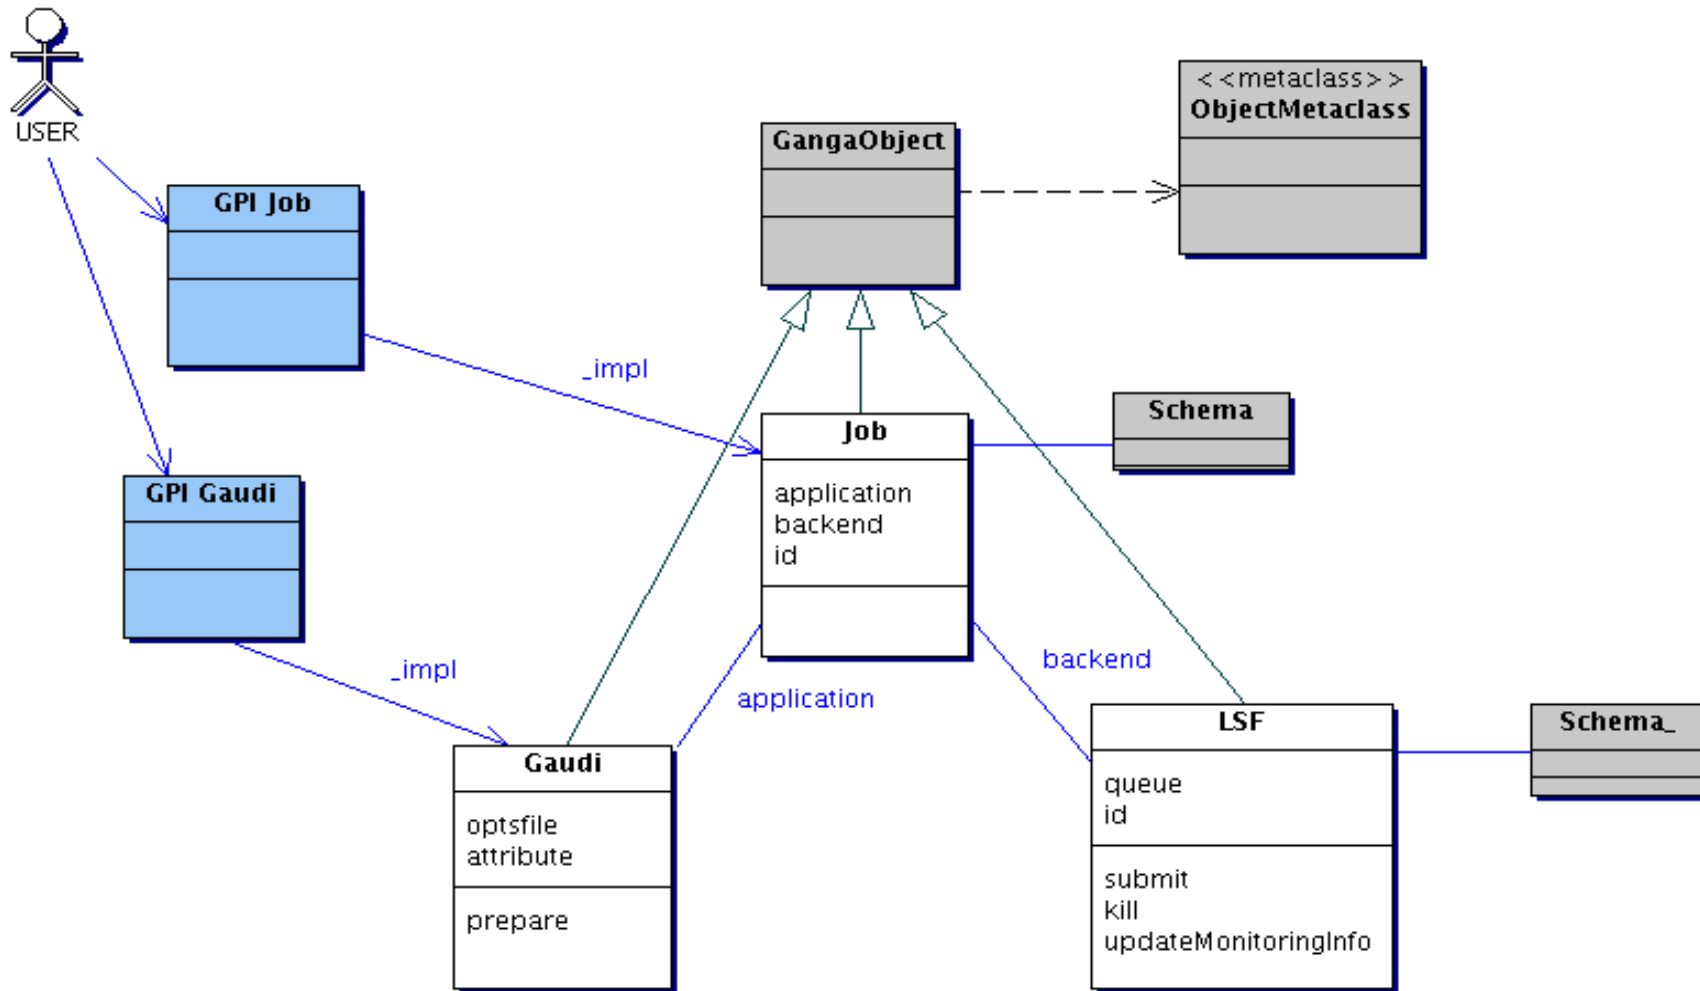 USER
<<metaclass>>
ObjectMetaclass
GangaObject
GPI Job
_impl
Schema
Job
application
backend
id
GPI Gaudi
_impl
application
backend
LSF
queue
id
submit
kill
updateMonitoringInfo
Schema_
Gaudi
optsfile
attribute
prepare